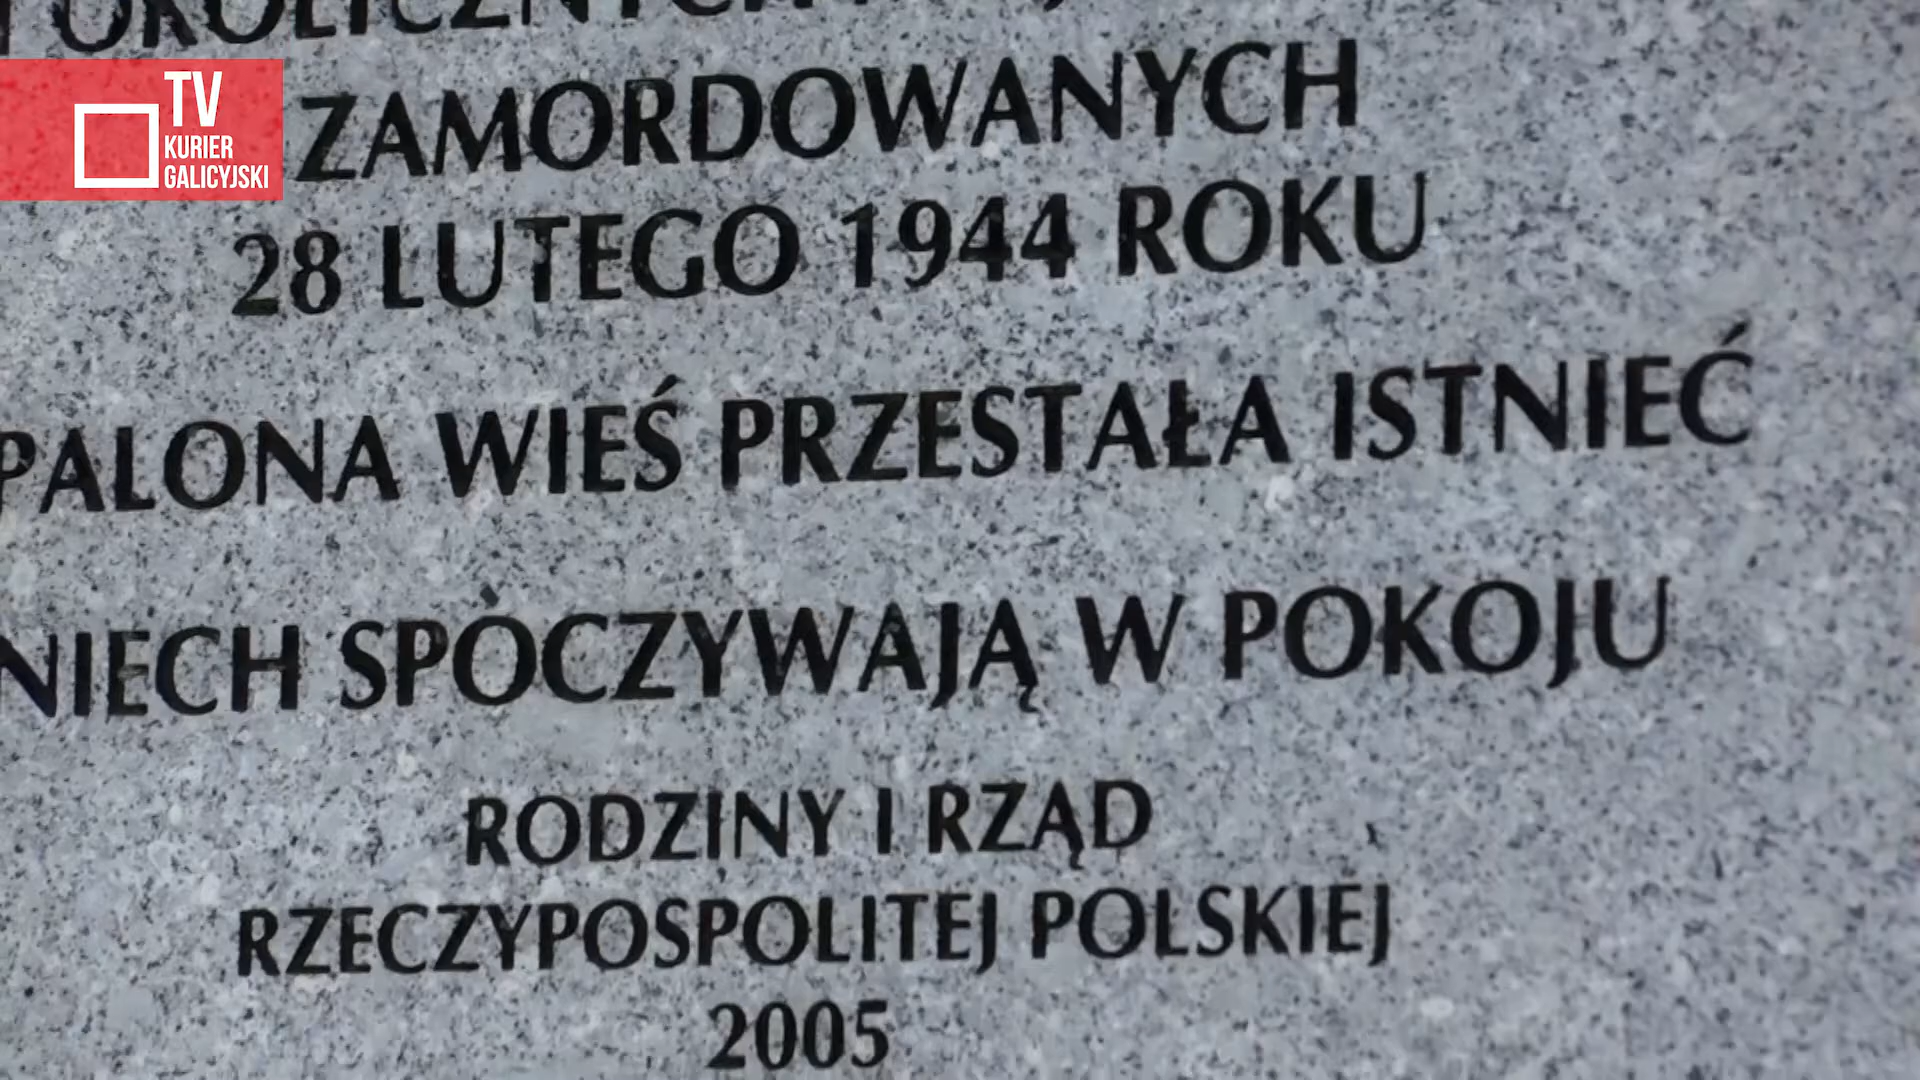 I OKOLICZNYCH
TV
KURIER
GALICYJSKI
ZAMORDOWANYCH
28 LUTEGO 1944 ROKU
PALONA WIEŚ PRZESTAŁA ISTNIEĆ
NIECH SPOCZYWAJĄ W POKOJU
RODZINY I RZĄD
RZECZYPOSPOLITEJ POLSKIEJ
2005